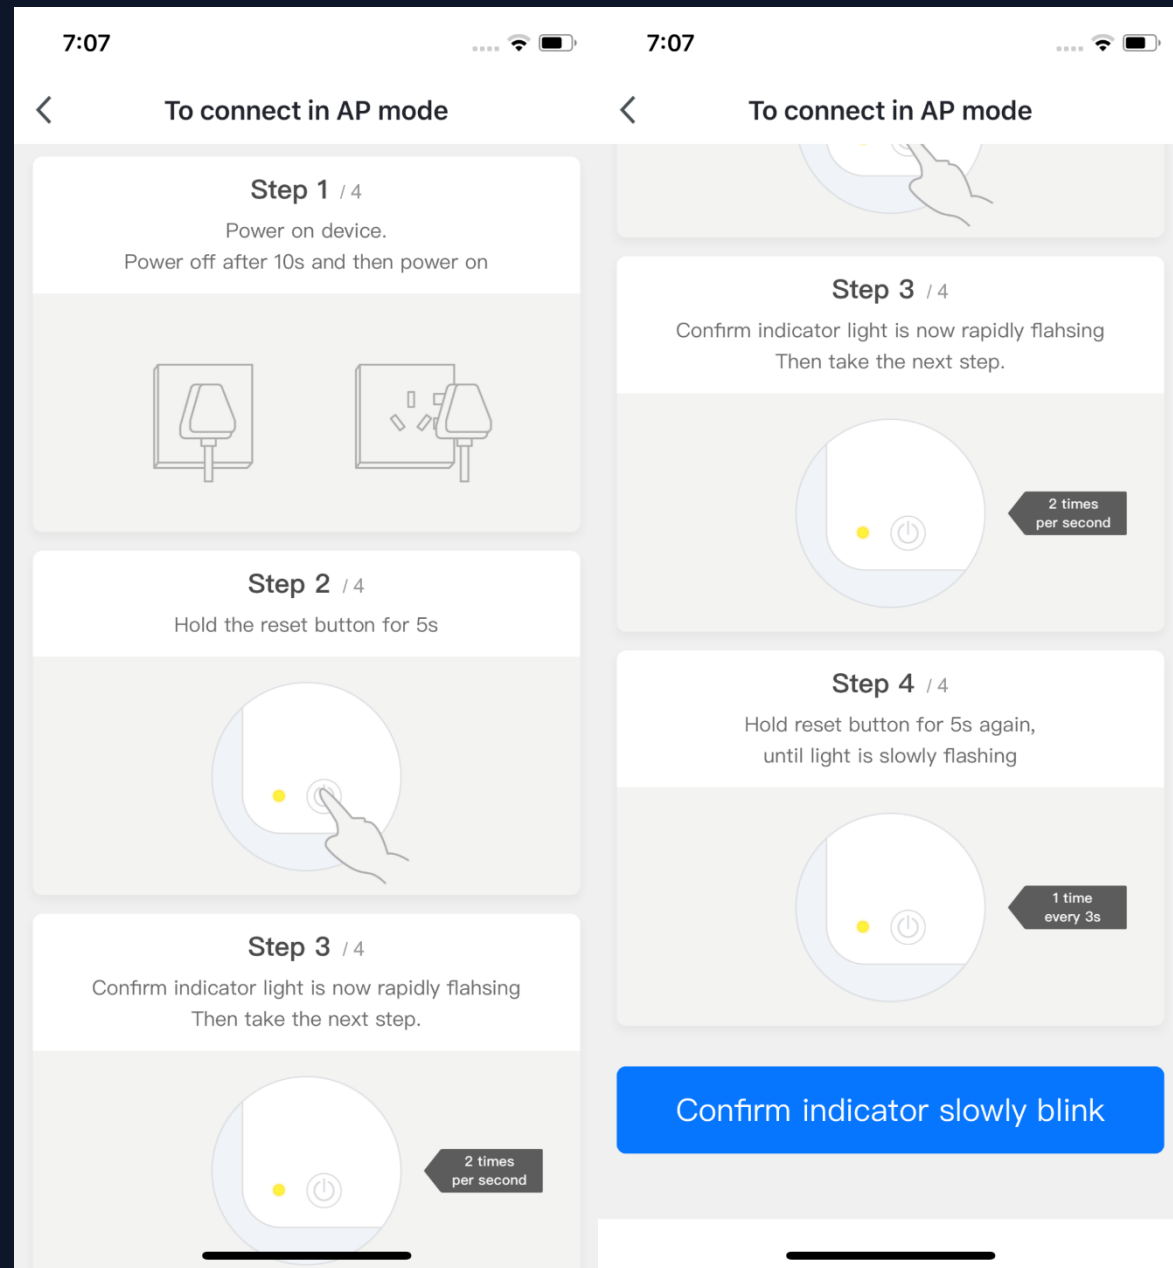 7:07
To connect in AP mode
Step 1 / 4
Power on device.
Power off after 10s and then power on
Step 2 / 4
Hold the reset button for 5s
Step 3 / 4
Confirm indicator light is now rapidly flahsing
Then take the next step.
2 times
per second
7:07
To connect in AP mode
Step 3 / 4
Confirm indicator light is now rapidly flahsing
Then take the next step.
2 times
per second
Step 4 / 4
Hold reset button for 5s again,
until light is slowly flashing
1 time
every 3s
Confirm indicator slowly blink